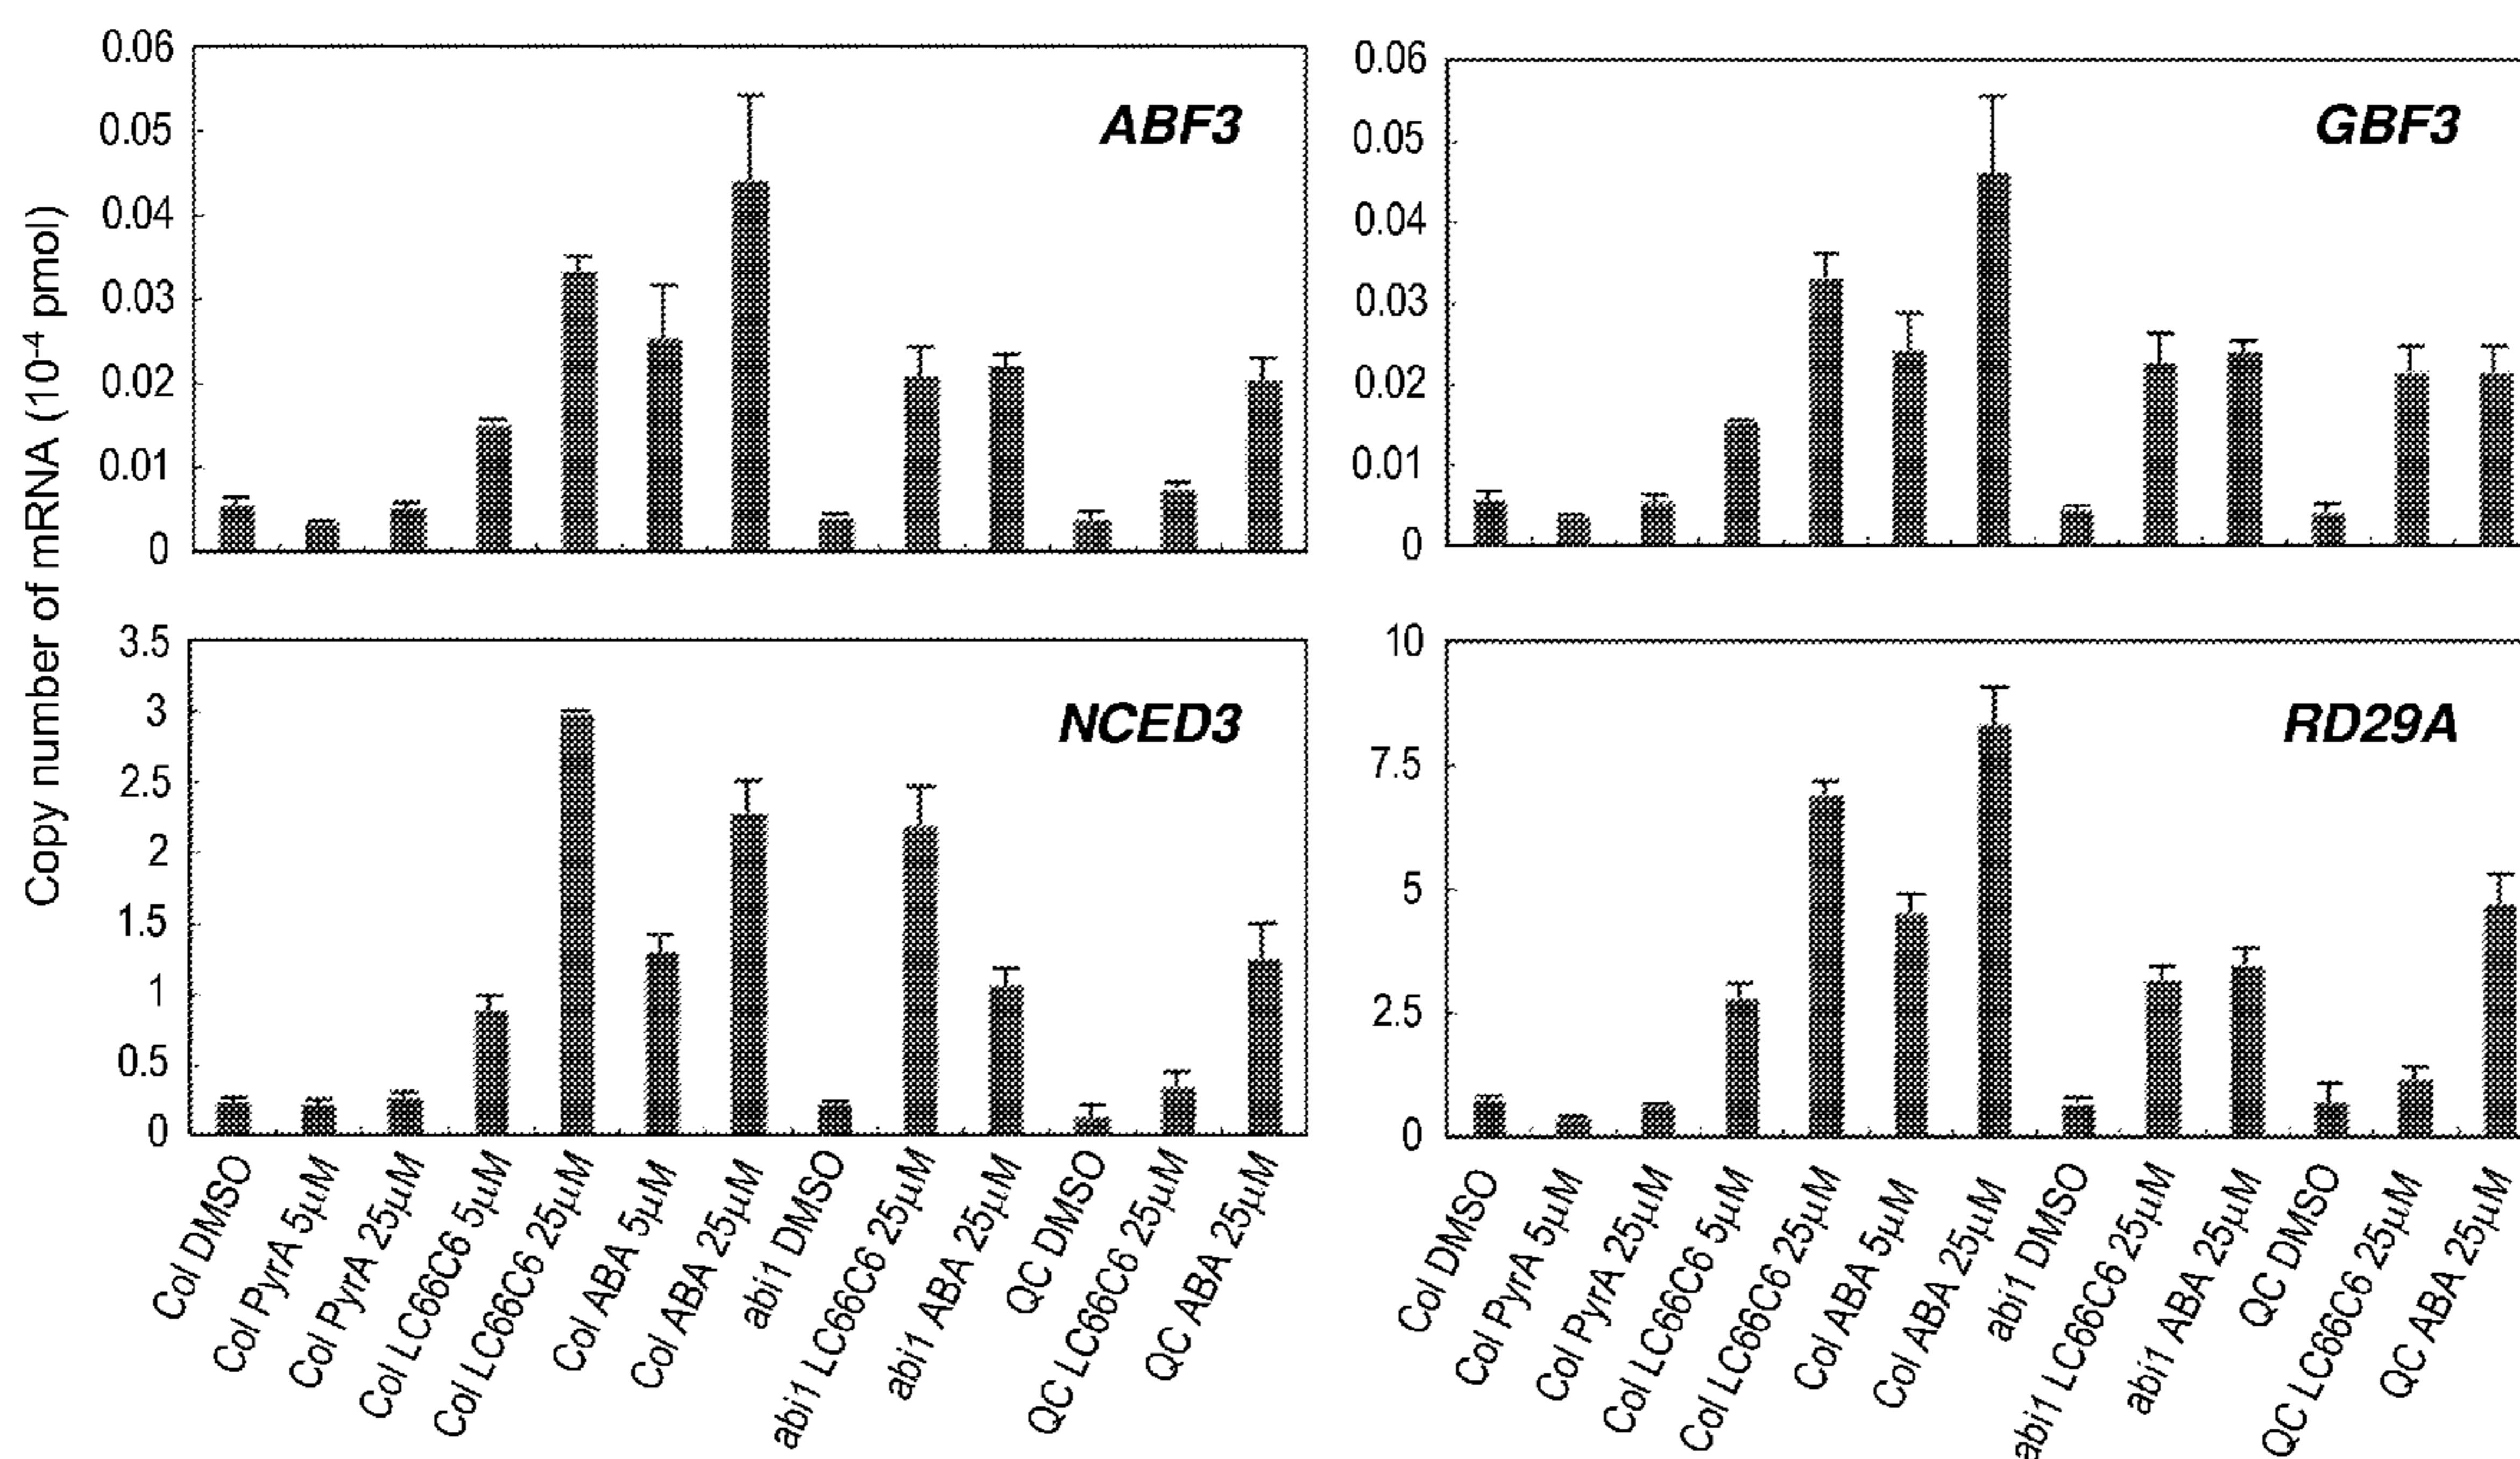 Copy number of mRNA (10-4 pmol)
0.06
0.05
0.04
0.03
0.02
0.01
0
ABF3
0.06
0.05
0.04
0.03
0.02
0.01
0
GBF3
3.5
3
2.5
2
1.5
1
0.5
0
NCED3
10
7.5
5
2.5
0
RD29A
Col DMSO
Col PyrA 5µM
Col PyrA 25µM
Col LC66C6 5µM
Col LC66C6 25µM
Col ABA 5µM
Col ABA 25µM
abi1 DMSO
abi1 LC66C6 25µM
abi1 ABA 25µM
QC DMSO
QC LC66C6 25µM
QC ABA 25µM
Col DMSO
Col PyrA 5µM
Col PyrA 25µM
Col LC66C6 5µM
Col LC66C6 25µM
Col ABA 5µM
Col ABA 25µM
abi1 DMSO
abi1 LC66C6 25µM
abi1 ABA 25µM
QC DMSO
QC LC66C6 25µM
QC ABA 25µM